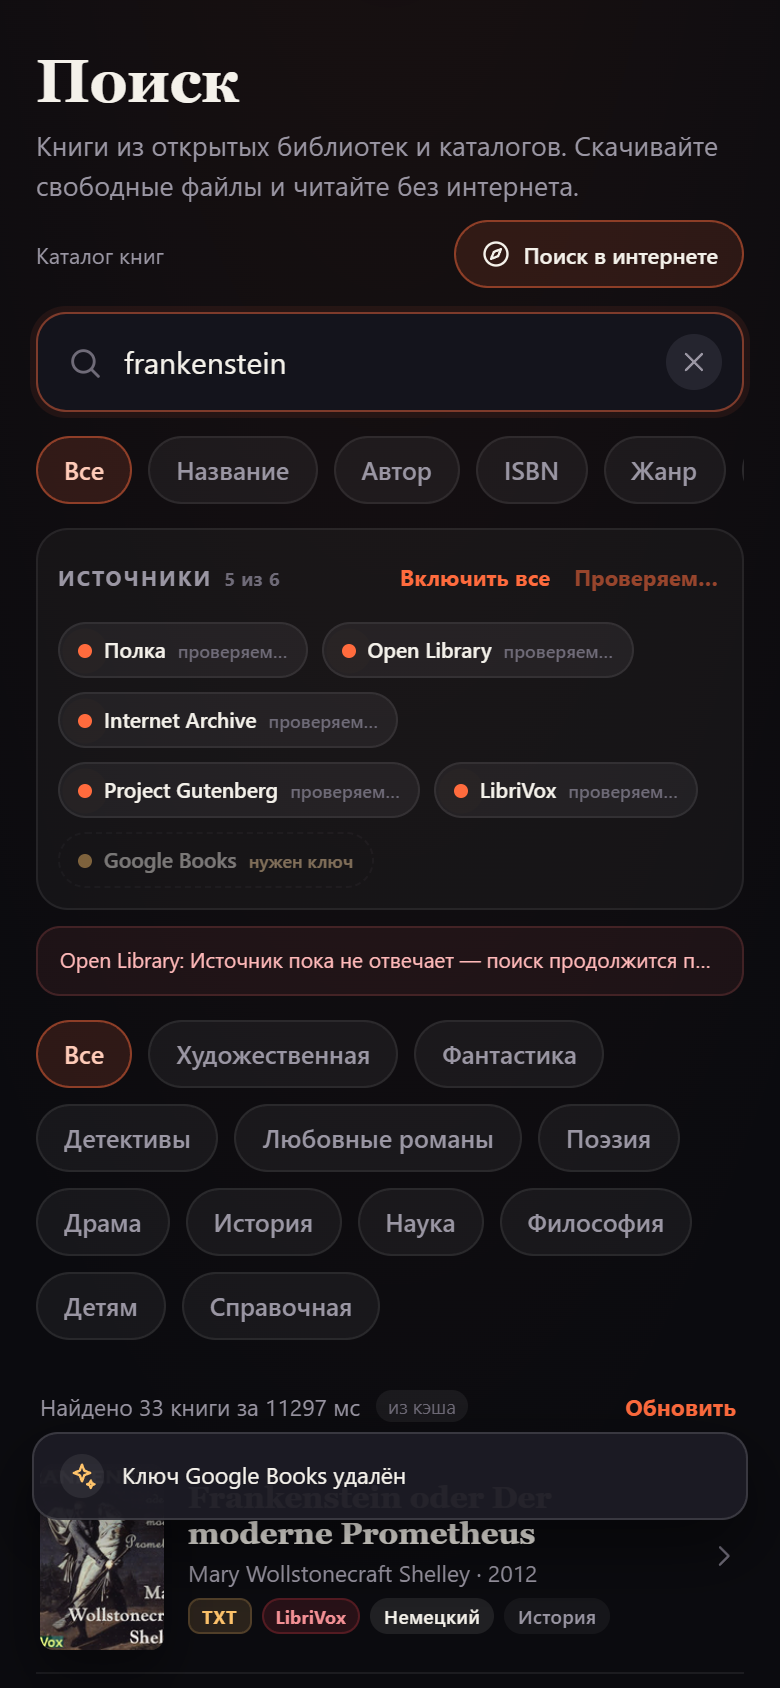 Поиск
Книги из открытых библиотек и каталогов. Скачивайте
свободные файлы и читайте без интернета.
Каталог книг
Поиск в интернете
frankenstein
Все
Название
Автор
ISBN
Жанр
ИСТОЧНИКИ 5 из 6
Включить все
Проверяем...
Полка проверяем...
Open Library проверяем...
Internet Archive проверяем...
Project Gutenberg проверяем...
LibriVox проверяем...
Google Books нужен ключ
Open Library: Источник пока не отвечает — поиск продолжится п...
Все
Художественная
Фантастика
Детективы
Любовные романы
Поэзия
Драма
История
Наука
Философия
Детям
Справочная
Найдено 33 книги за 11297 мс
из кэша
Обновить
Ключ Google Books удалён
Frankenstein oder Der
moderne Prometheus
Mary Wollstonecraft Shelley · 2012
TXT
LibriVox
Немецкий
История
Vox